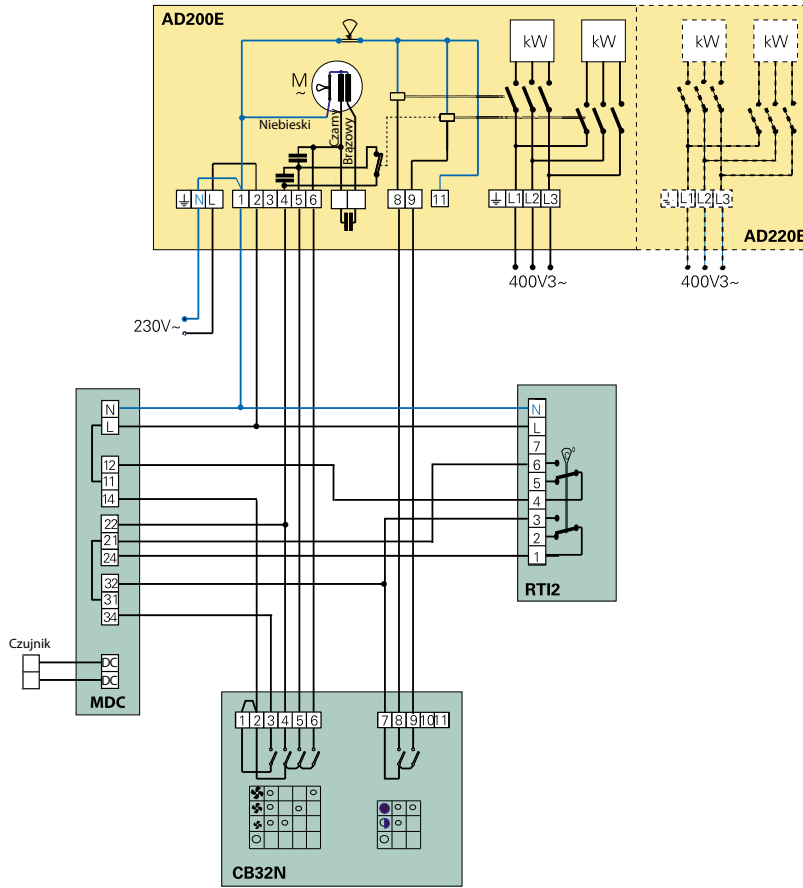 AD200E
kW kW kW kW
M
~
Niebieski
Czarny
Brązowy
N L 1 2 3 4 5 6 8 9 11 L1 L2 L3 L1 L2 L3
AD220E
400V3~ 400V3~
230V~
N
L
12
11
14
22
21
24
32
31
34
DC
DC
MDC
Czujnik
N
L
7
6
5
4
3
2
1
RTI2
1 2 3 4 5 6 7 8 9 10 11
CB32N